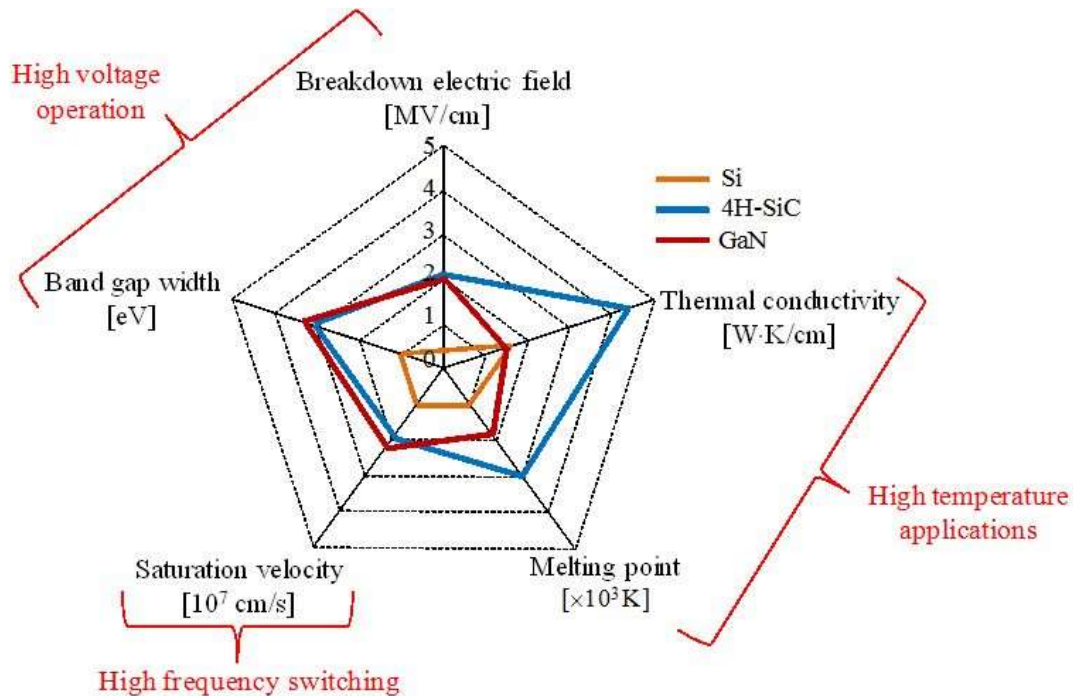 High voltage
operation
Breakdown electric field
[MV/cm]
5
4
3
2
1
0
Si
4H-SiC
GaN
Band gap width
[eV]
Thermal conductivity
[W·K/cm]
High temperature
applications
Saturation velocity
[10⁷ cm/s]
Melting point
[×10³K]
High frequency switching